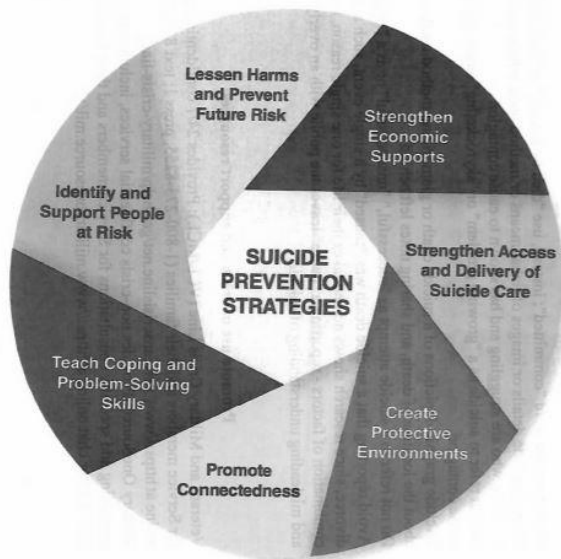 SUICIDE
PREVENTION
STRATEGIES
Strengthen
Economic
Supports
Strengthen Access
and Delivery of
Suicide Care
Create
Protective
Environments
Promote
Connectedness
Teach Coping and
Problem-Solving
Skills
Identify and
Support People
at Risk
Lessen Harms
and Prevent
Future Risk